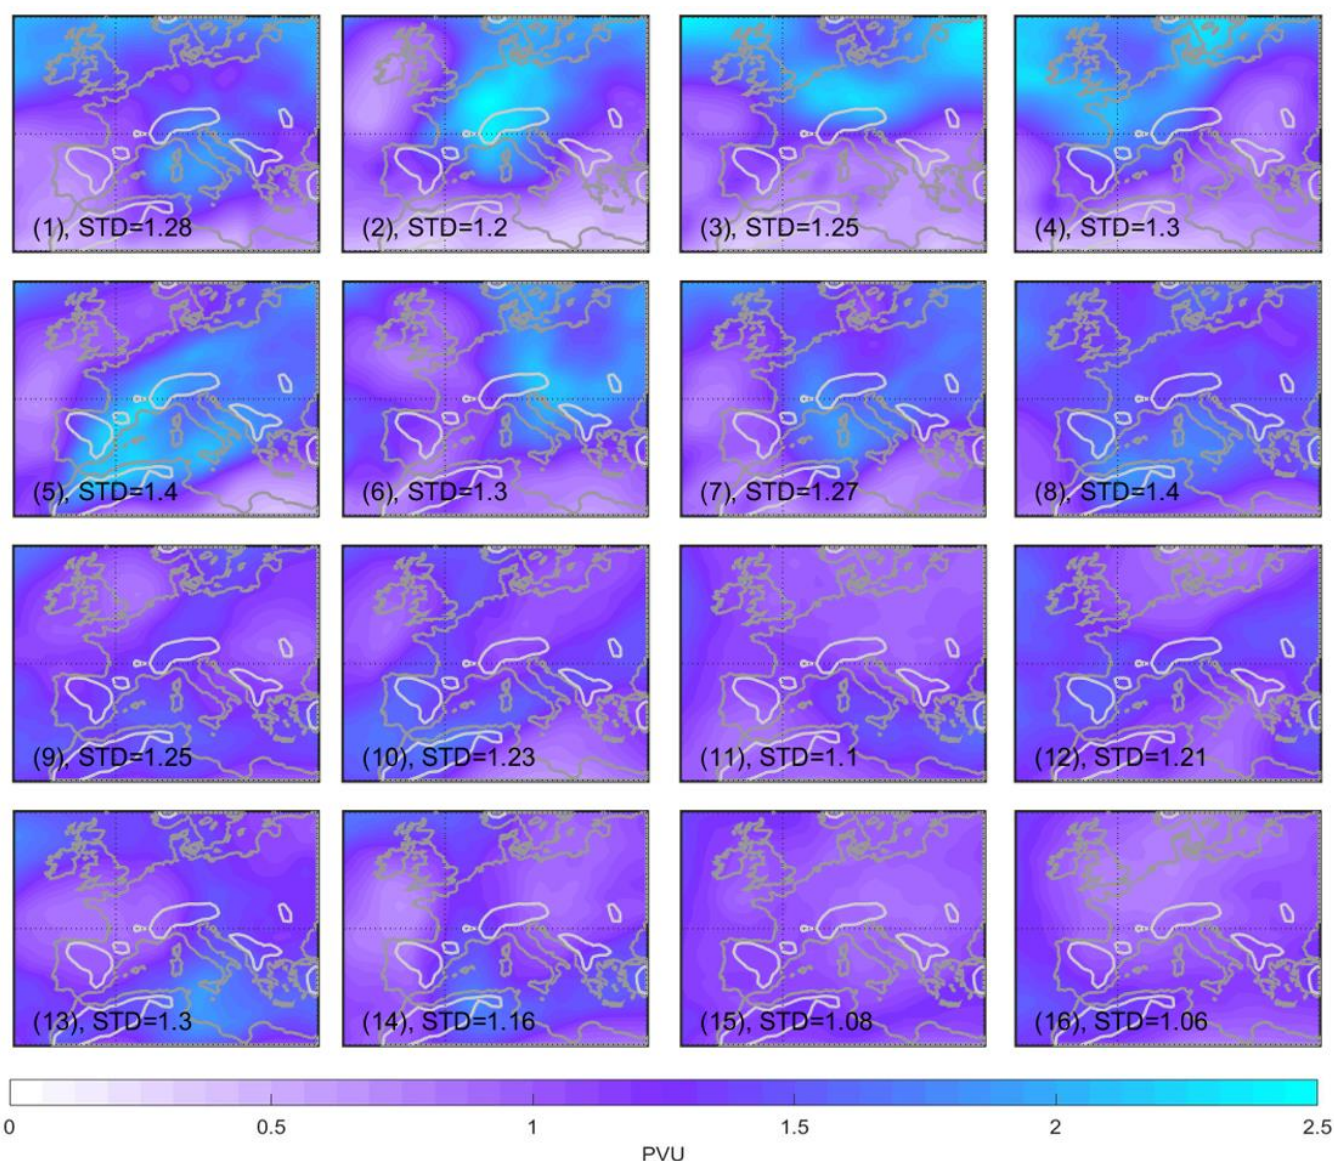 (1), STD=1.28
(2), STD=1.2
(3), STD=1.25
(4), STD=1.3
(5), STD=1.4
(6), STD=1.3
(7), STD=1.27
(8), STD=1.4
(9), STD=1.25
(10), STD=1.23
(11), STD=1.1
(12), STD=1.21
(13), STD=1.3
(14), STD=1.16
(15), STD=1.08
(16), STD=1.06
0 0.5 1 1.5 2 2.5
PVU